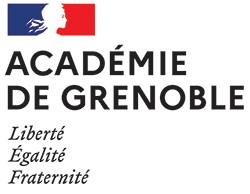 ACADÉMIE
DE GRENOBLE
Liberté
Égalité
Fraternité